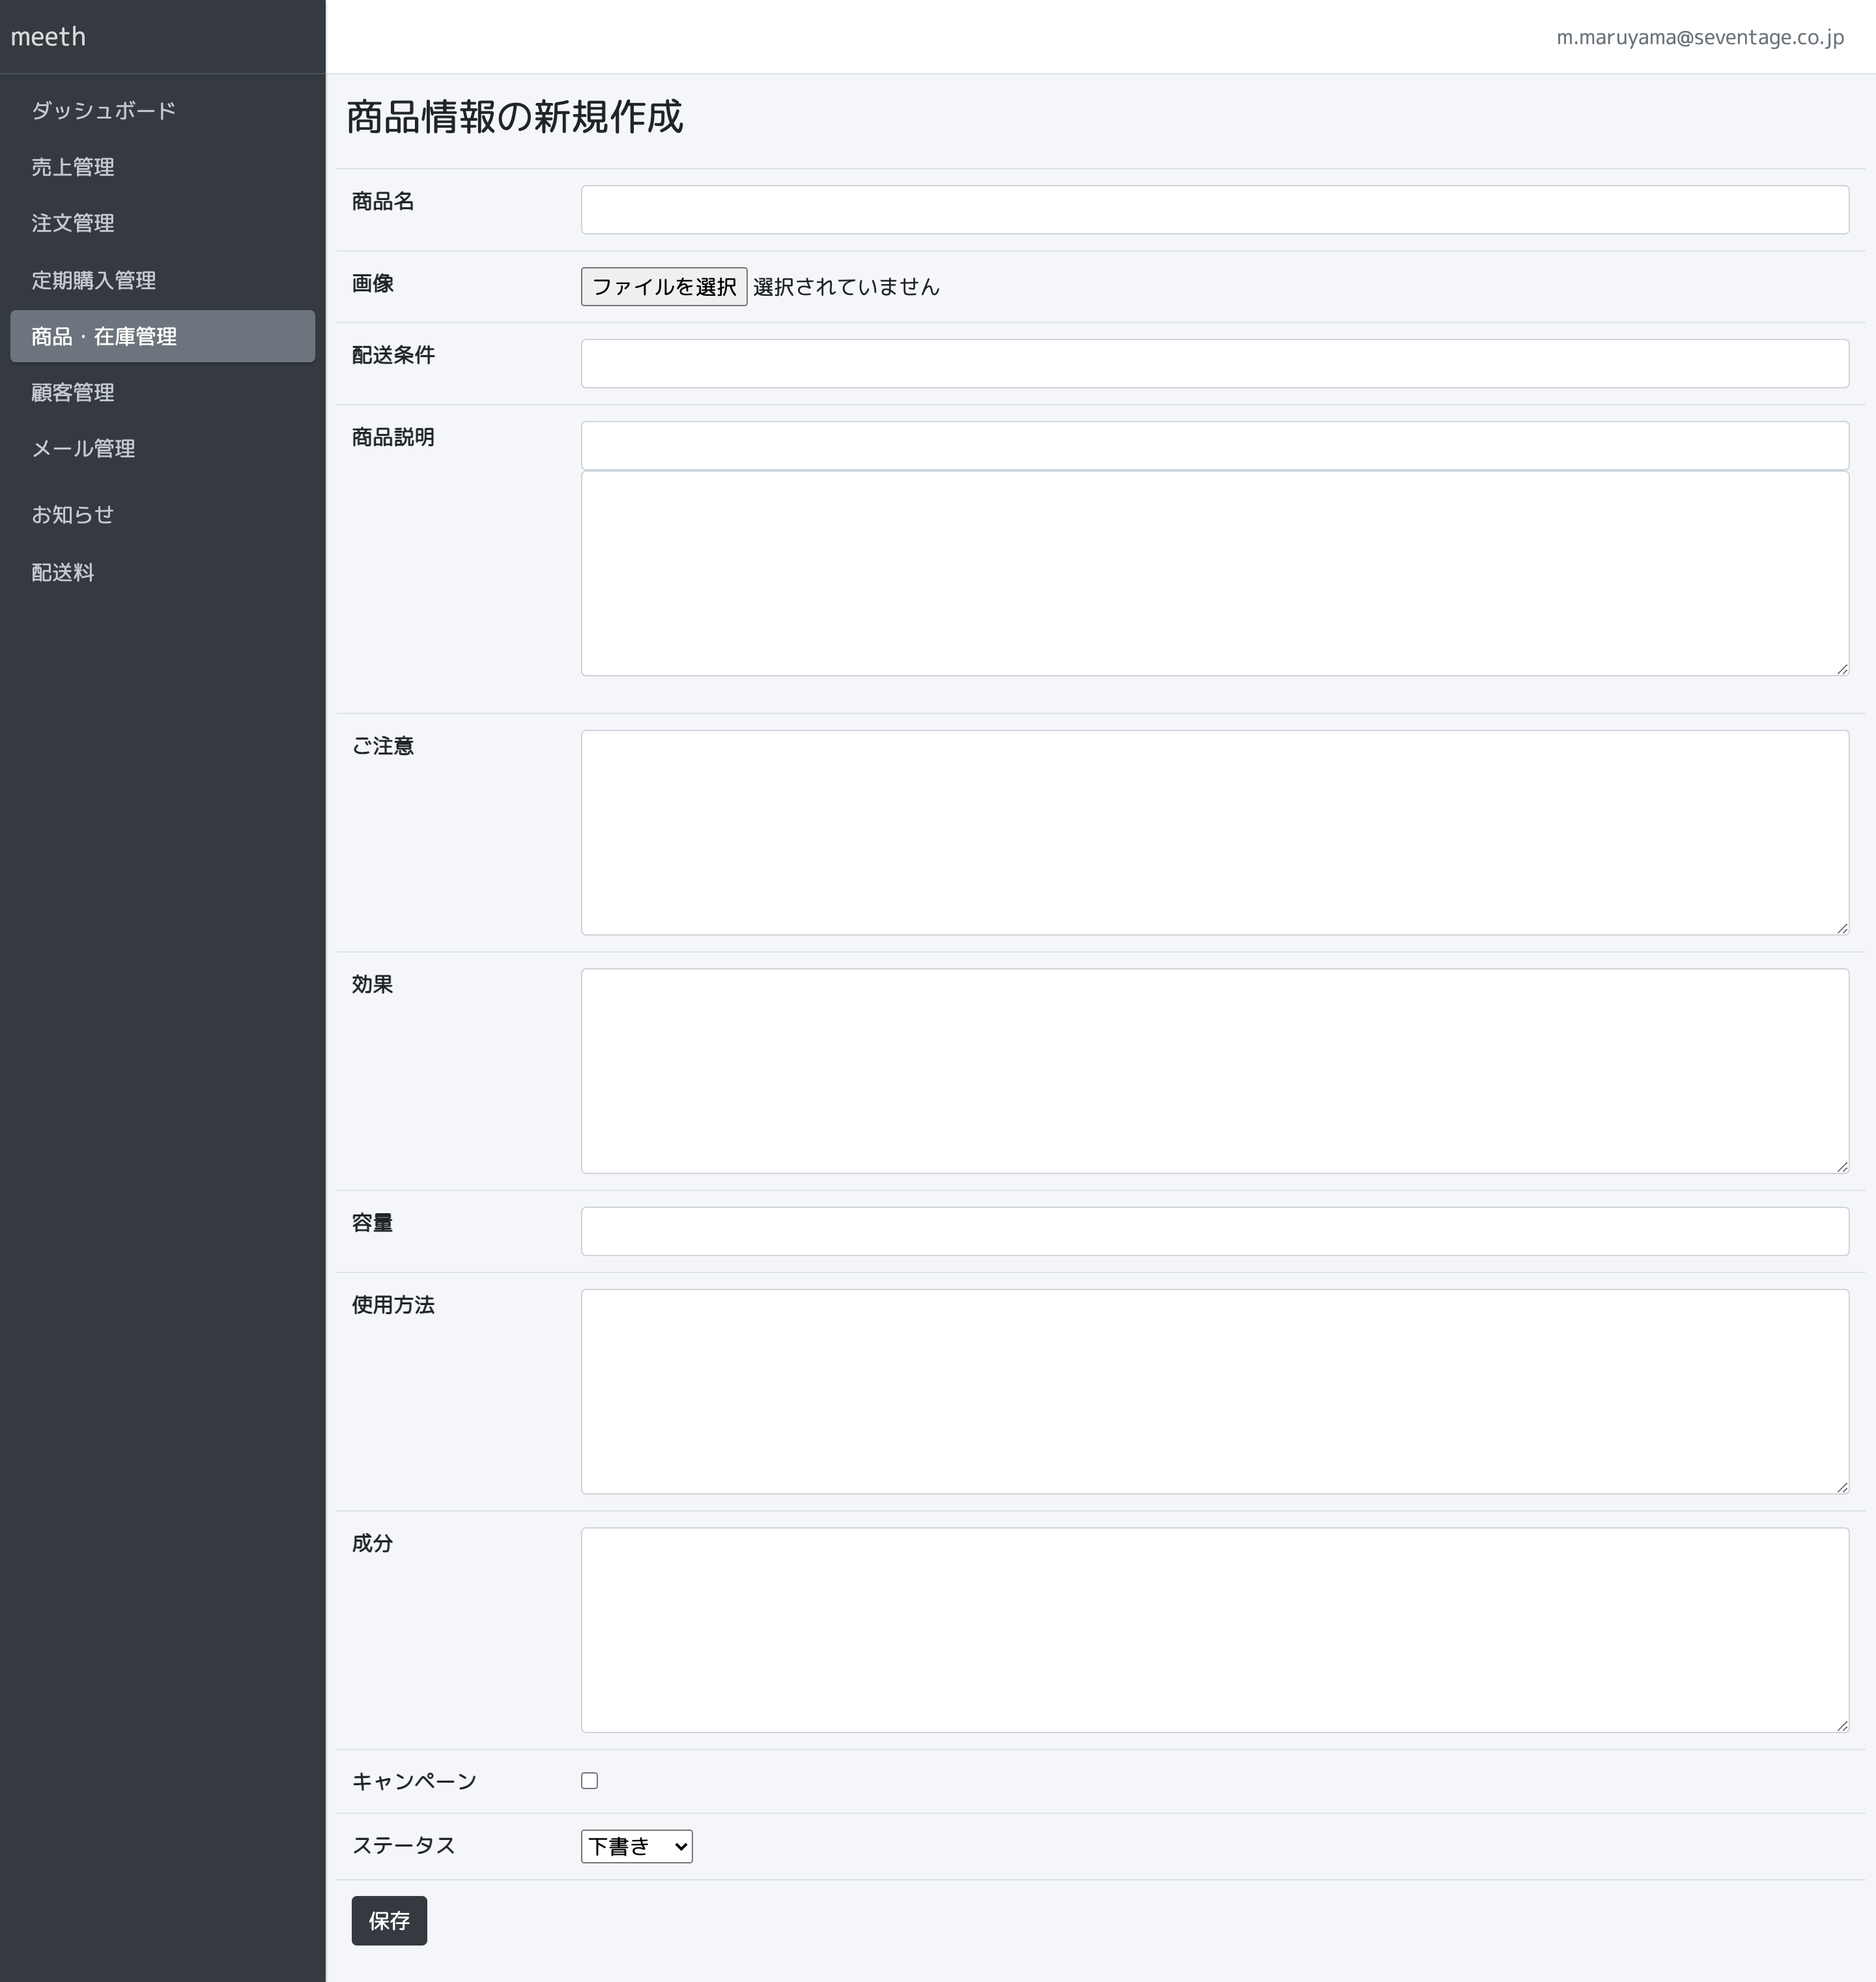 meeth
m.maruyama@seventage.co.jp
ダッシュボード
売上管理
注文管理
定期購入管理
商品・在庫管理
顧客管理
メール管理
お知らせ
配送料
商品情報の新規作成
商品名
画像
ファイルを選択 選択されていません
配送条件
商品説明
ご注意
効果
容量
使用方法
成分
キャンペーン
ステータス
下書き
保存